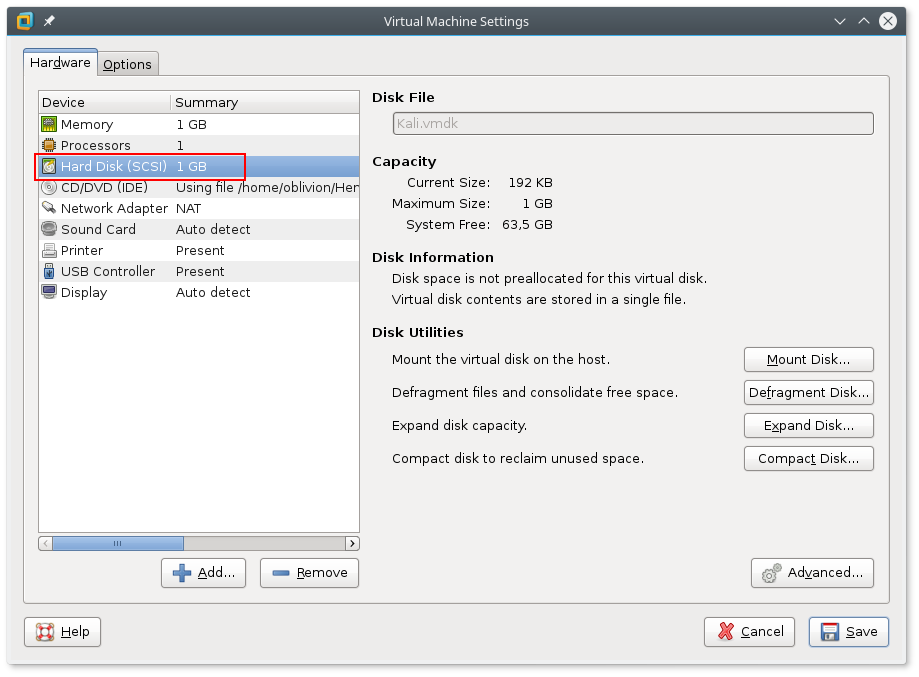 Virtual Machine Settings
Hardware
Options
Device Summary
Memory 1 GB
Processors 1
Hard Disk (SCSI) 1 GB
CD/DVD (IDE) Using file /home/oblivion/Her
Network Adapter NAT
Sound Card Auto detect
Printer Present
USB Controller Present
Display Auto detect
Add...
Remove
Disk File
Kali.vmdk
Capacity
Current Size: 192 KB
Maximum Size: 1 GB
System Free: 63,5 GB
Disk Information
Disk space is not preallocated for this virtual disk.
Virtual disk contents are stored in a single file.
Disk Utilities
Mount the virtual disk on the host. Mount Disk...
Defragment files and consolidate free space. Defragment Disk...
Expand disk capacity. Expand Disk...
Compact disk to reclaim unused space. Compact Disk...
Advanced...
Help
Cancel
Save